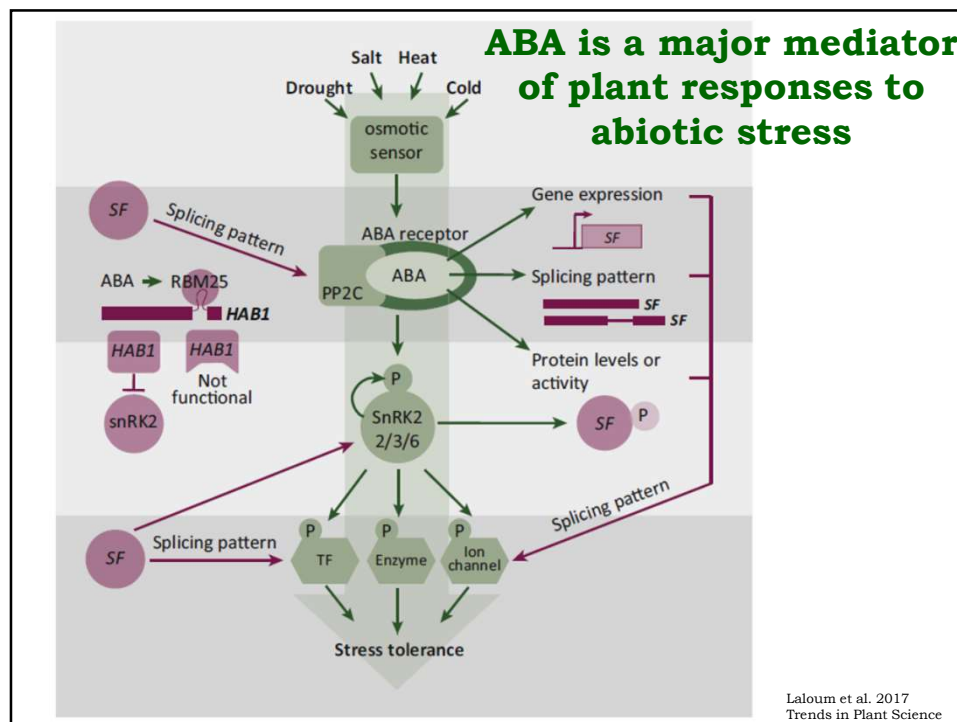 ABA is a major mediator
of plant responses to
abiotic stress
Salt Heat
Drought Cold
osmotic
sensor
SF
Splicing pattern
ABA receptor
PP2C
ABA
Gene expression
SF
Splicing pattern
SF
SF
Protein levels or
activity
ABA RBM25
HAB1
HAB1
HAB1
Not
functional
snRK2
P
SnRK2
2/3/6
SF
P
Splicing pattern
SF
Splicing pattern
P
TF
P
Enzyme
P
Ion
channel
Stress tolerance
Laloum et al. 2017
Trends in Plant Science